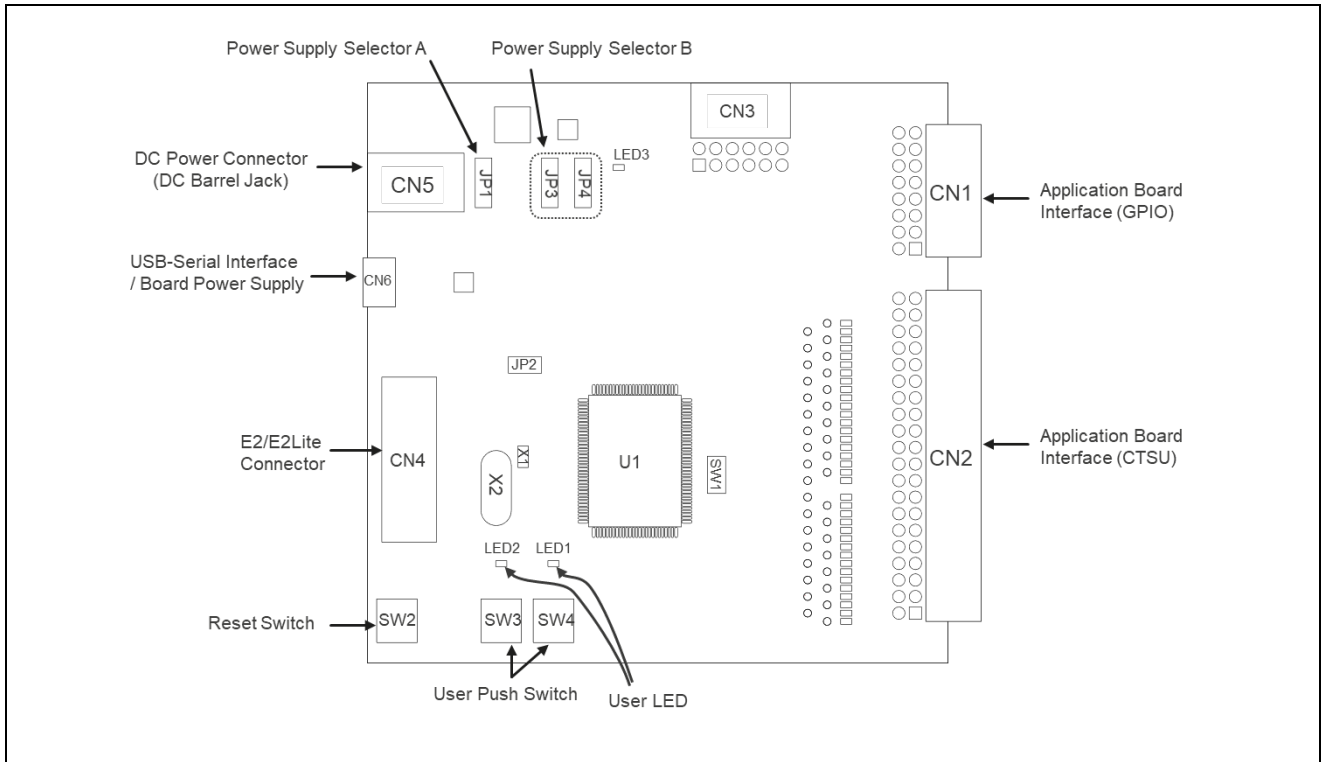 Power Supply Selector A
Power Supply Selector B
CN3
LED3
DC Power Connector
(DC Barrel Jack)
CN5
JP1
JP3
JP4
CN1
Application Board
Interface (GPIO)
USB-Serial Interface
/ Board Power Supply
CN6
JP2
E2/E2Lite
Connector
CN4
X1
X2
U1
SW1
CN2
Application Board
Interface (CTSU)
LED2
LED1
Reset Switch
SW2
SW3
SW4
User Push Switch
User LED